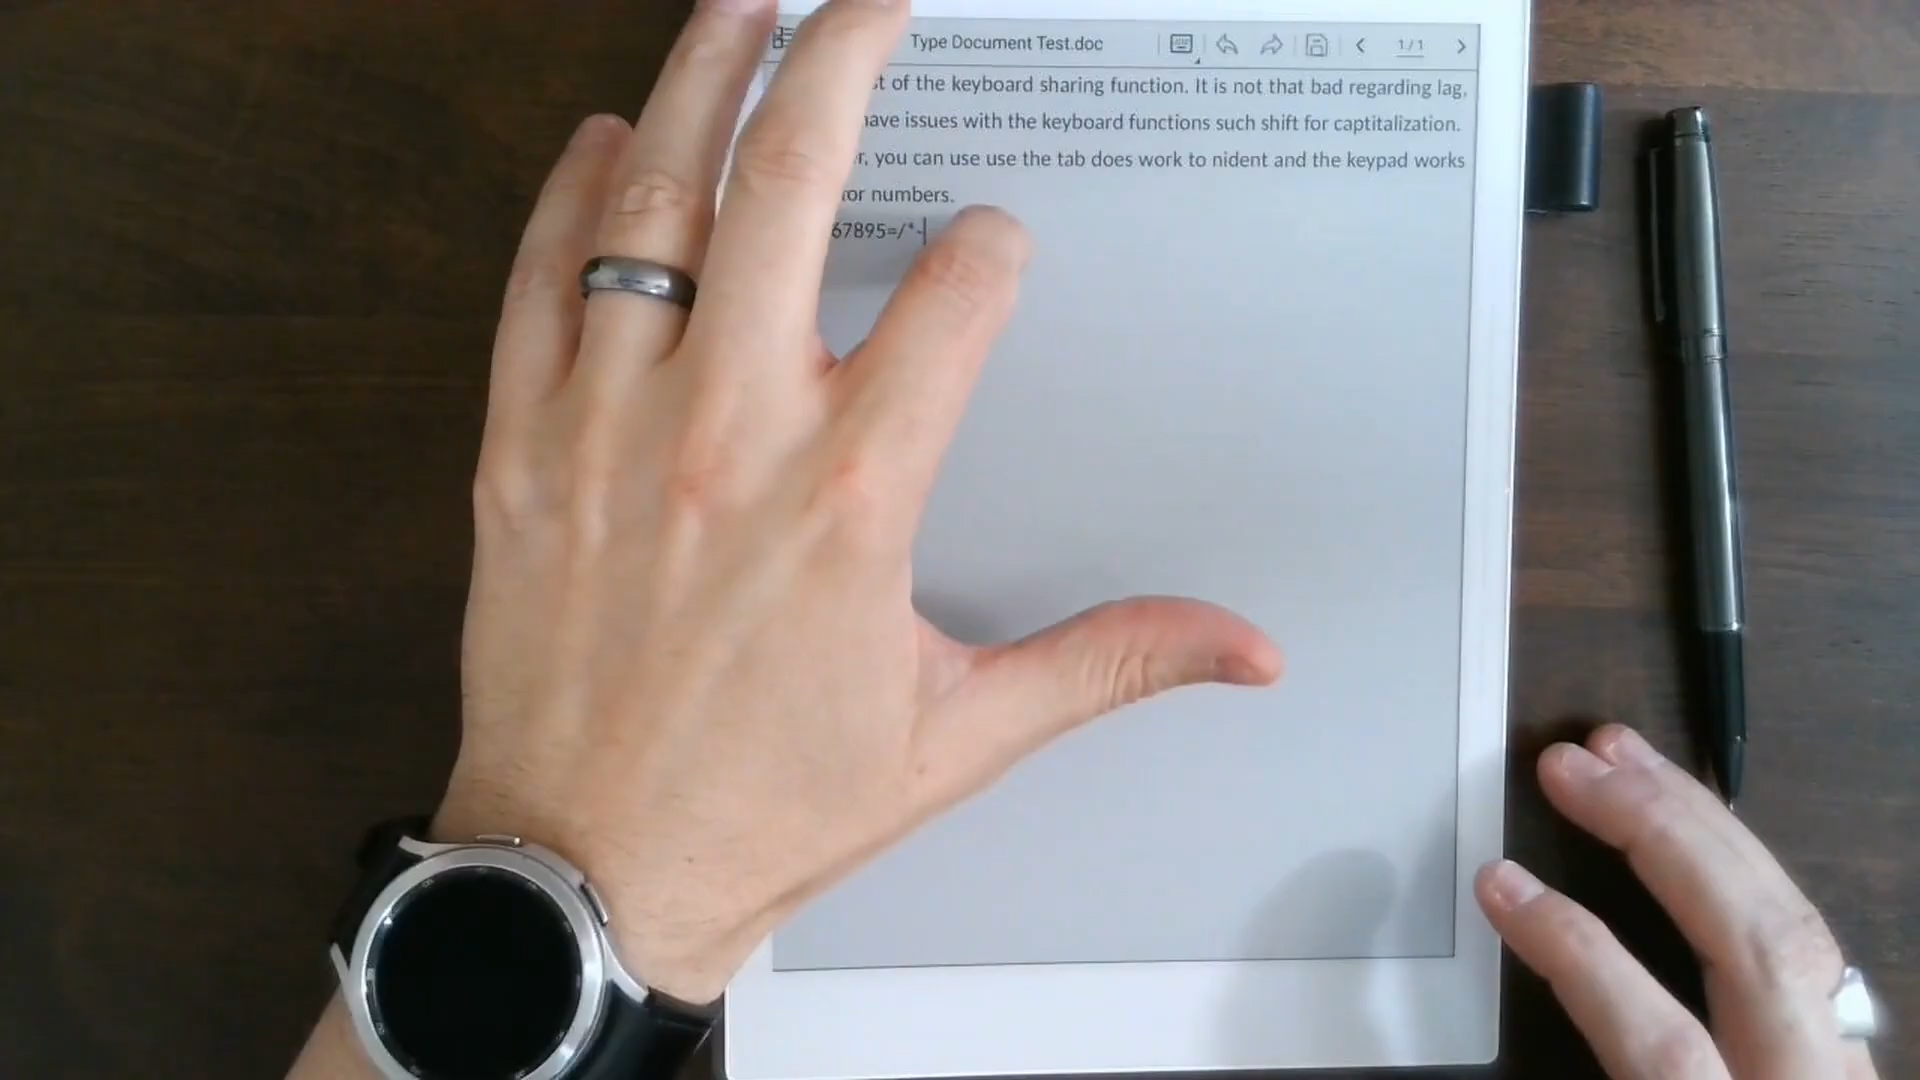 Type Document Test.doc 1/1
of the keyboard sharing function. It is not that bad regarding lag,
issues with the keyboard functions such shift for captitalization.
you can use use the tab does work to nident and the keypad works
numbers.
67895=/*-